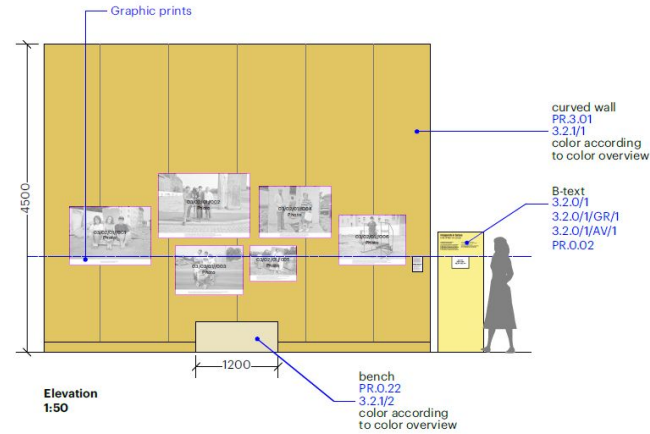 Graphic prints
curved wall
PR.3.01
3.2.1/1
color according
to color overview
4500
B-text
3.2.0/1
3.2.0/1/GR/1
3.2.0/1/AV/1
PR.0.02
Photo
Photo
Photo
Photo
Photo
Photo
1200
bench
PR.0.22
3.2.1/2
color according
to color overview
Elevation
1:50